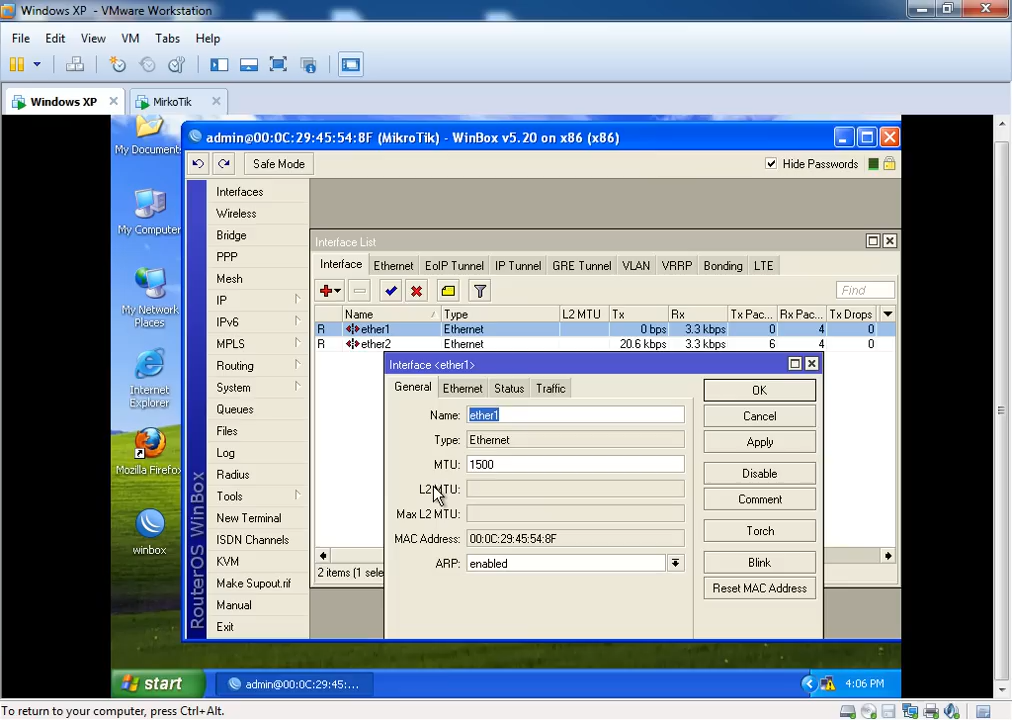 Windows XP - VMware Workstation
File Edit View VM Tabs Help
Windows XP MirkoTik
My Documents
My Computer
My Network Places
Internet Explorer
Mozilla Firefox
winbox
admin@00:0C:29:45:54:8F (MikroTik) - WinBox v5.20 on x86 (x86)
Safe Mode Hide Passwords
RouterOS WinBox
Interfaces
Wireless
Bridge
PPP
Mesh
IP
IPv6
MPLS
Routing
System
Queues
Files
Log
Radius
Tools
New Terminal
ISDN Channels
KVM
Make Supout.rif
Manual
Exit
Interface List
Interface Ethernet EoIP Tunnel IP Tunnel GRE Tunnel VLAN VRRP Bonding LTE
Find
Name Type L2 MTU Tx Rx Tx Pac... Rx Pac... Tx Drops
R ether1 Ethernet 0 bps 3.3 kbps 0 4 0
R ether2 Ethernet 20.6 kbps 3.3 kbps 6 4 0
2 items (1 sele
Interface <ether1>
General Ethernet Status Traffic
Name: ether1
Type: Ethernet
MTU: 1500
L2 MTU:
Max L2 MTU:
MAC Address: 00:0C:29:45:54:8F
ARP: enabled
OK
Cancel
Apply
Disable
Comment
Torch
Blink
Reset MAC Address
start admin@00:0C:29:45:... 4:06 PM
To return to your computer, press Ctrl+Alt.